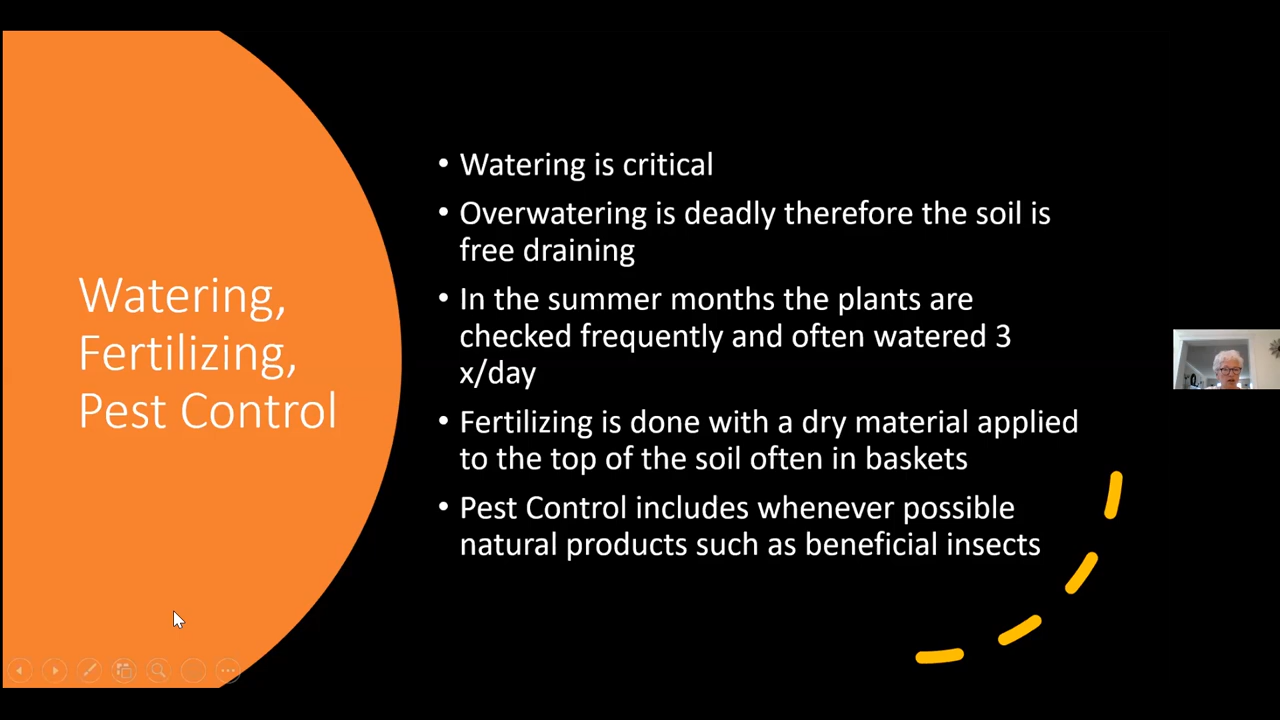 Watering,
Fertilizing,
Pest Control
• Watering is critical
• Overwatering is deadly therefore the soil is
free draining
• In the summer months the plants are
checked frequently and often watered 3
x/day
• Fertilizing is done with a dry material applied
to the top of the soil often in baskets
• Pest Control includes whenever possible
natural products such as beneficial insects